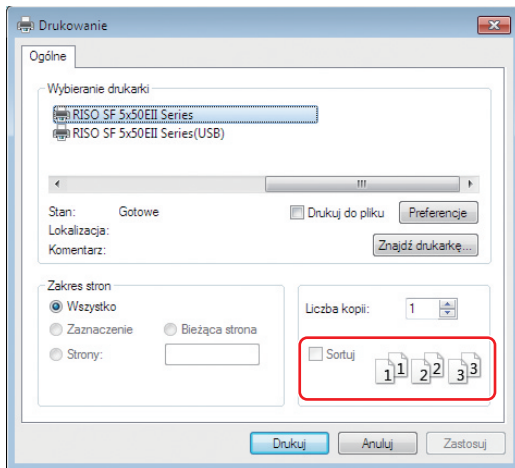 Drukowanie
Ogólne
Wybieranie drukarki
RISO SF 5x50EII Series
RISO SF 5x50EII Series(USB)
Stan: Gotowe
Drukuj do pliku
Preferencje
Lokalizacja:
Komentarz:
Znajdź drukarkę...
Zakres stron
Wszystko
Zaznaczenie
Bieżąca strona
Strony:
Liczba kopii: 1
Sortuj
1 1 2 2 3 3
Drukuj
Anuluj
Zastosuj